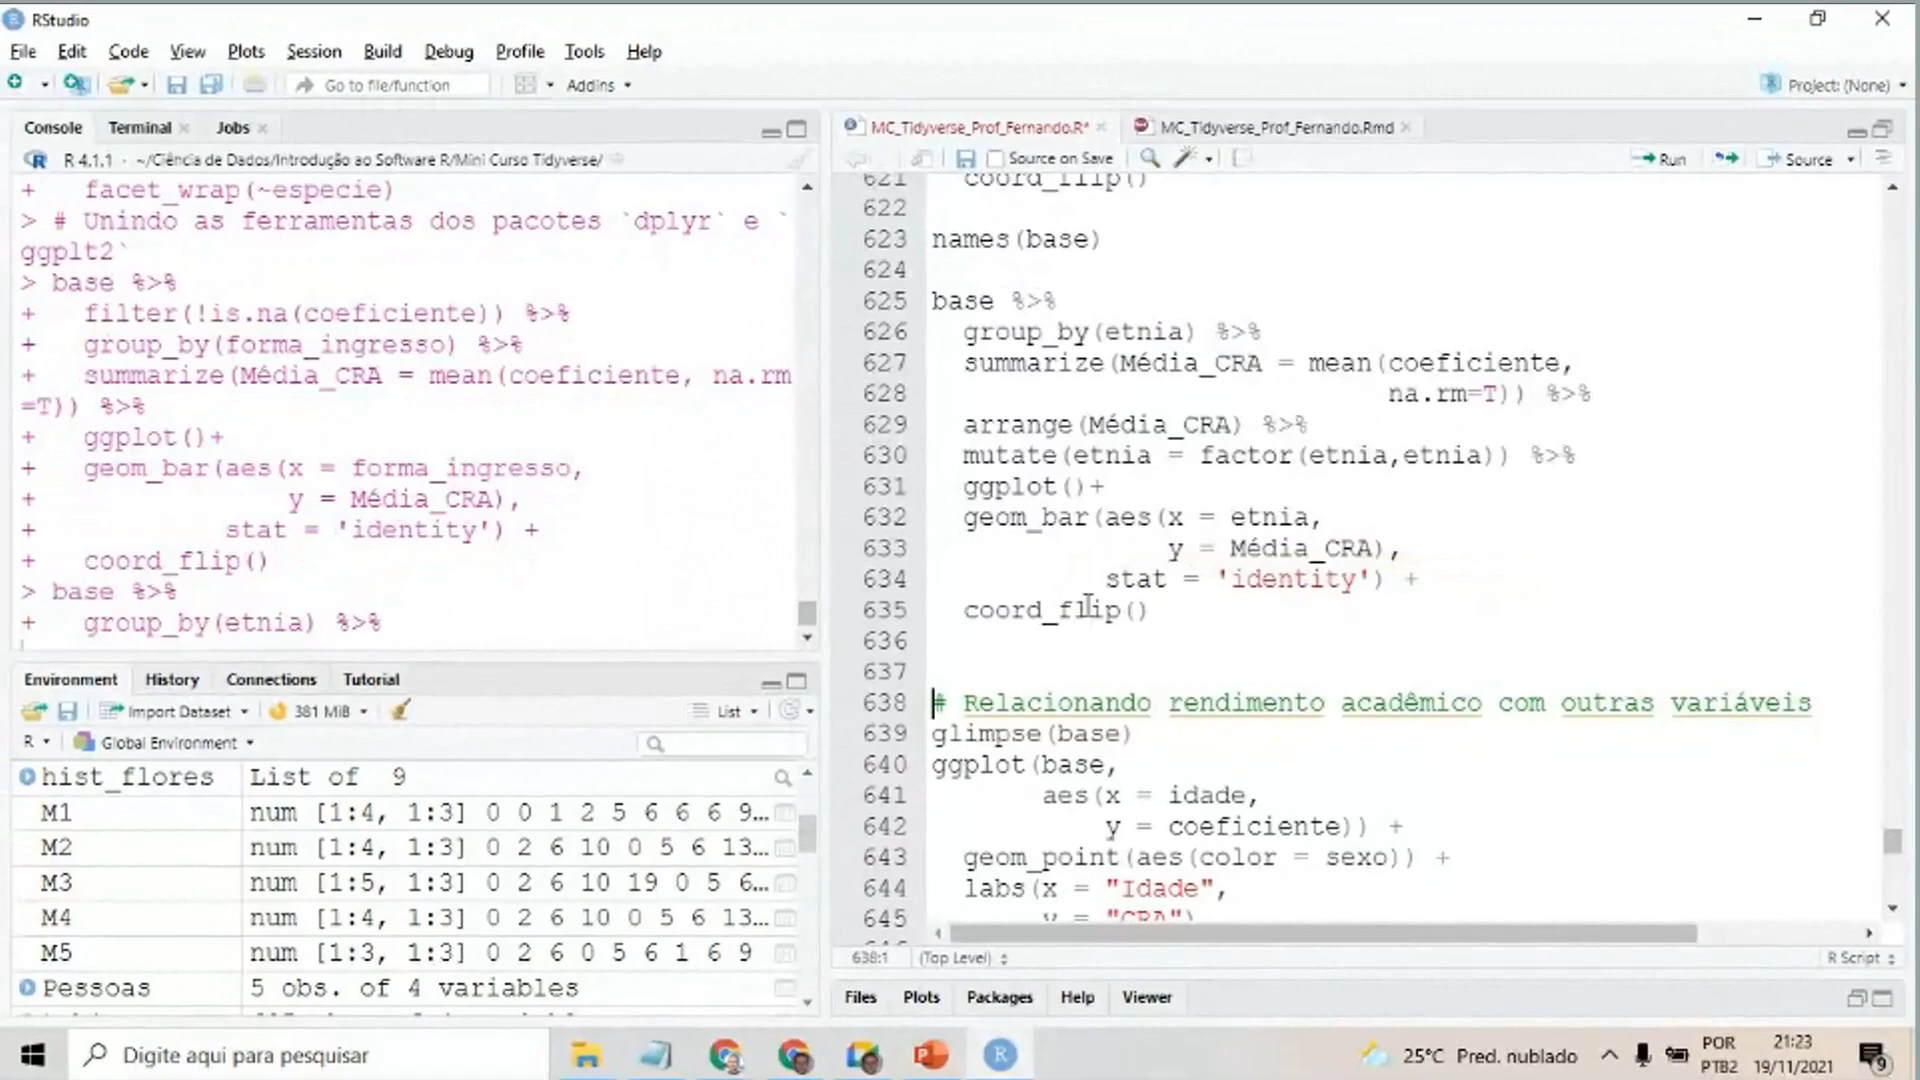 RStudio
File Edit Code View Plots Session Build Debug Profile Tools Help
Go to file/function Addins Project: (None)
Console Terminal Jobs
R 4.1.1 · ~/Ciência de Dados/Introdução ao Software R/Mini Curso Tidyverse/
+ facet_wrap(~especie)
> # Unindo as ferramentas dos pacotes `dplyr` e `
ggplt2`
> base %>%
+ filter(!is.na(coeficiente)) %>%
+ group_by(forma_ingresso) %>%
+ summarize(Média_CRA = mean(coeficiente, na.rm
=T)) %>%
+ ggplot()+
+ geom_bar(aes(x = forma_ingresso,
+ y = Média_CRA),
+ stat = 'identity') +
+ coord_flip()
> base %>%
+ group_by(etnia) %>%
Environment History Connections Tutorial
Import Dataset 381 MiB List
R Global Environment
hist_flores List of 9
M1 num [1:4, 1:3] 0 0 1 2 5 6 6 6 9…
M2 num [1:4, 1:3] 0 2 6 10 0 5 6 13…
M3 num [1:5, 1:3] 0 2 6 10 19 0 5 6…
M4 num [1:4, 1:3] 0 2 6 10 0 5 6 13…
M5 num [1:3, 1:3] 0 2 6 0 5 6 1 6 9
Pessoas 5 obs. of 4 variables
MC_Tidyverse_Prof_Fernando.R* MC_Tidyverse_Prof_Fernando.Rmd
Source on Save Run Source
621 coord_flip()
622
623 names(base)
624
625 base %>%
626 group_by(etnia) %>%
627 summarize(Média_CRA = mean(coeficiente,
628 na.rm=T)) %>%
629 arrange(Média_CRA) %>%
630 mutate(etnia = factor(etnia,etnia)) %>%
631 ggplot()+
632 geom_bar(aes(x = etnia,
633 y = Média_CRA),
634 stat = 'identity') +
635 coord_flip()
636
637
638 # Relacionando rendimento acadêmico com outras variáveis
639 glimpse(base)
640 ggplot(base,
641 aes(x = idade,
642 y = coeficiente)) +
643 geom_point(aes(color = sexo)) +
644 labs(x = "Idade",
645 y = "CRA")
638:1 (Top Level) R Script
Files Plots Packages Help Viewer
Digite aqui para pesquisar
25°C Pred. nublado
POR
PTB2
21:23
19/11/2021
9